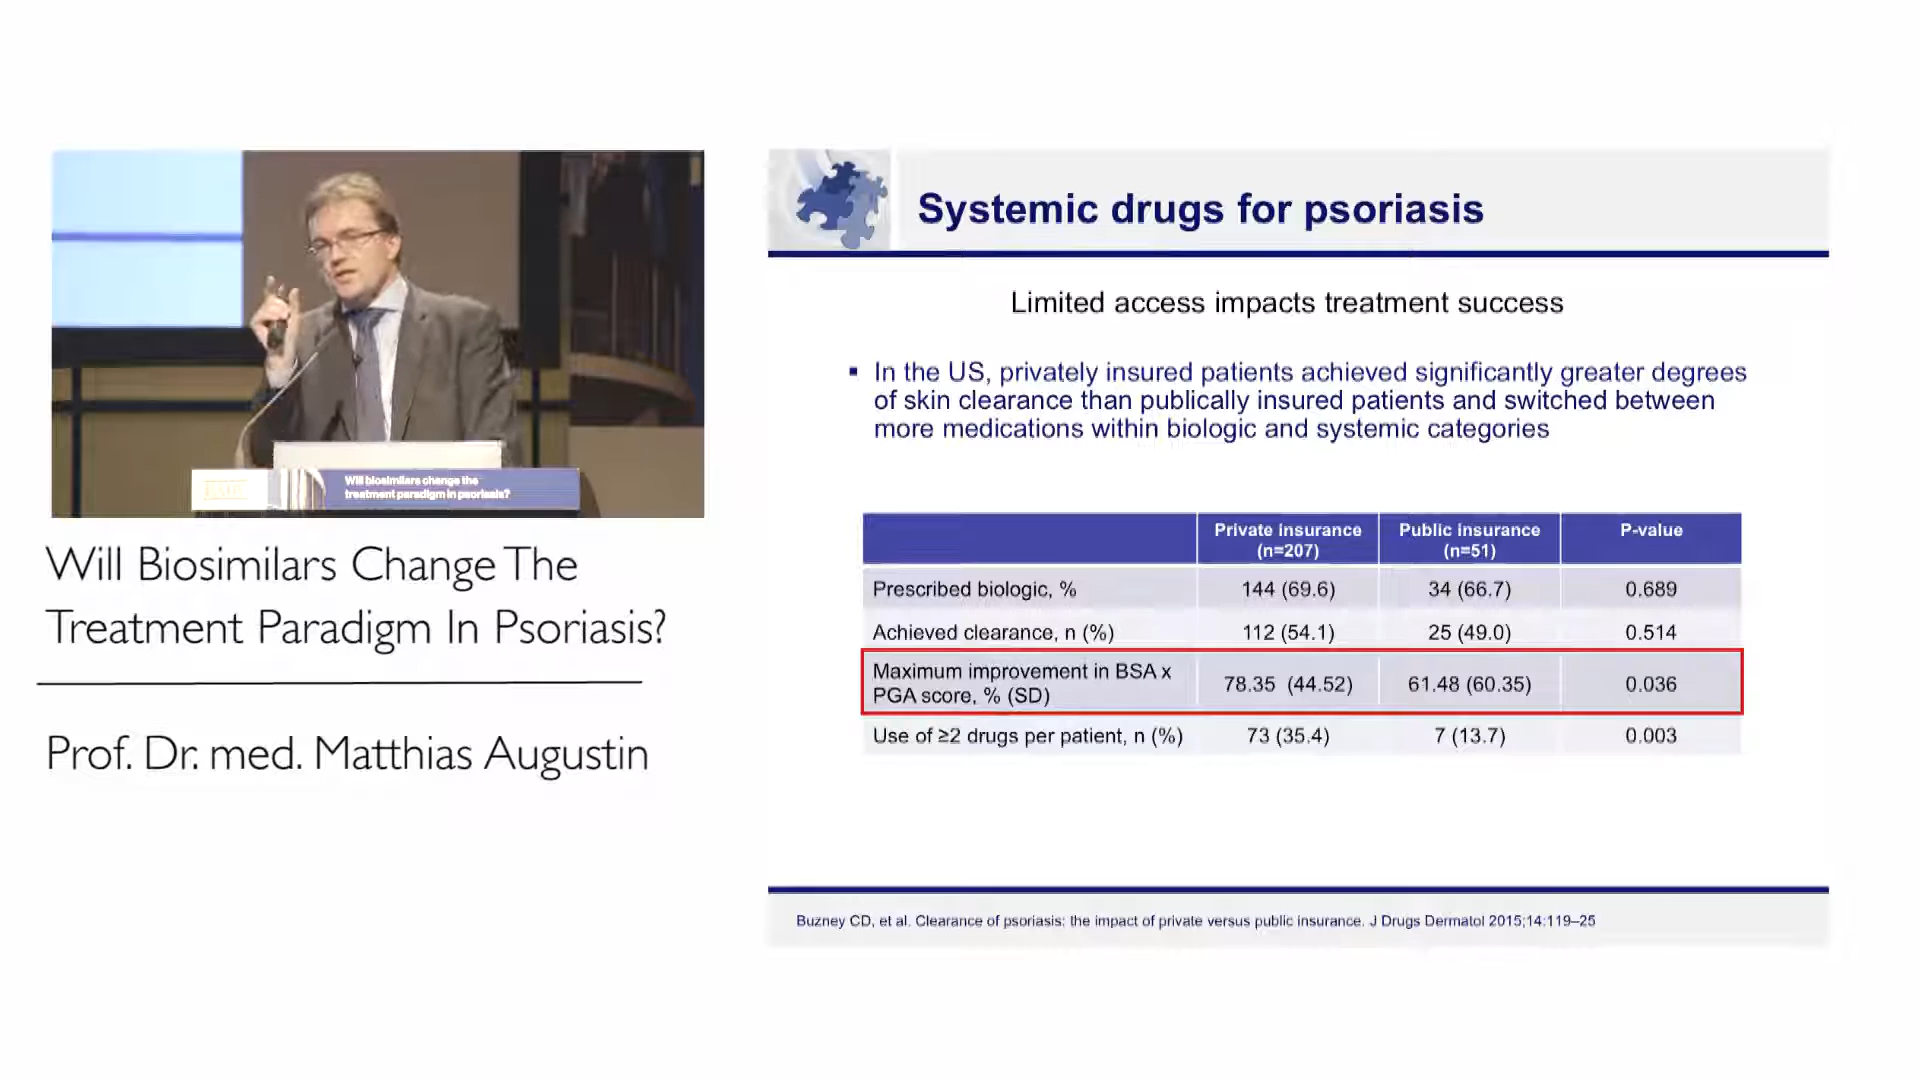 Will biosimilars change the
treatment paradigm in psoriasis?
Will Biosimilars Change The
Treatment Paradigm In Psoriasis?
Prof. Dr. med. Matthias Augustin
Systemic drugs for psoriasis
Limited access impacts treatment success
▪ In the US, privately insured patients achieved significantly greater degrees
of skin clearance than publically insured patients and switched between
more medications within biologic and systemic categories
Private insurance (n=207) Public insurance (n=51) P-value
Prescribed biologic, % 144 (69.6) 34 (66.7) 0.689
Achieved clearance, n (%) 112 (54.1) 25 (49.0) 0.514
Maximum improvement in BSA x PGA score, % (SD) 78.35 (44.52) 61.48 (60.35) 0.036
Use of ≥2 drugs per patient, n (%) 73 (35.4) 7 (13.7) 0.003
Buzney CD, et al. Clearance of psoriasis: the impact of private versus public insurance. J Drugs Dermatol 2015;14:119–25